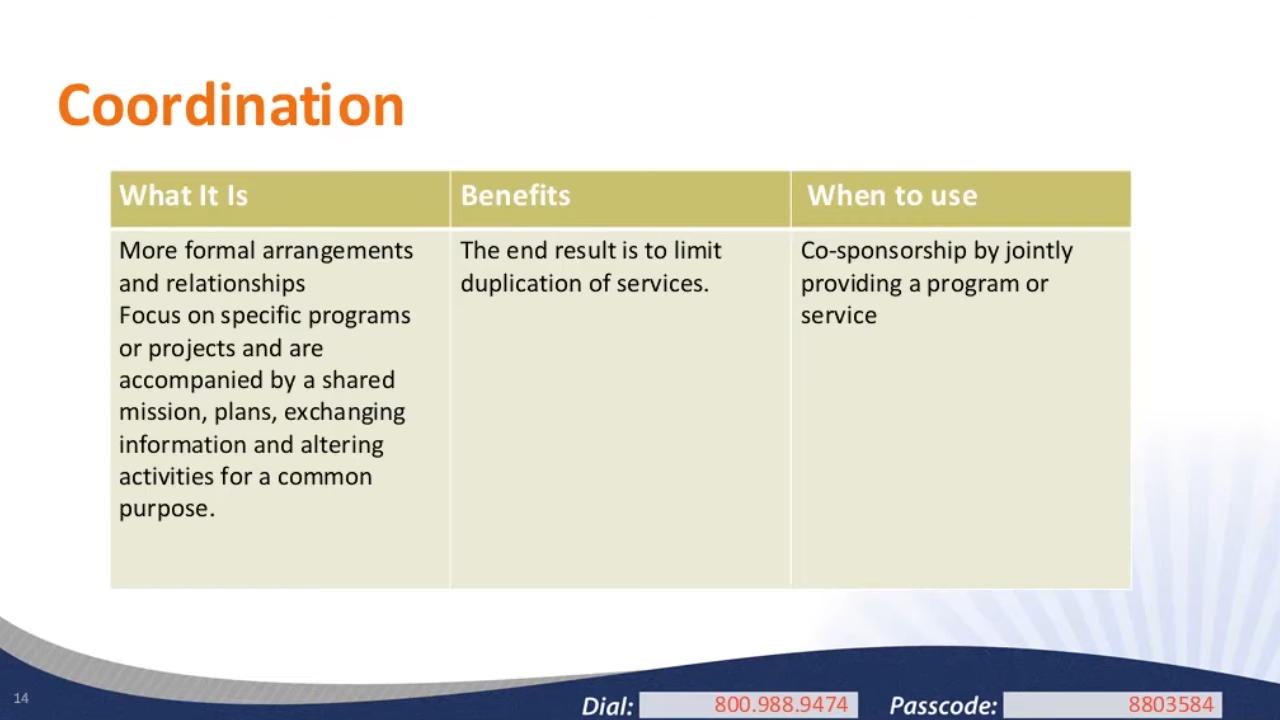 Coordination
What It Is
Benefits
When to use
More formal arrangements
and relationships
Focus on specific programs
or projects and are
accompanied by a shared
mission, plans, exchanging
information and altering
activities for a common
purpose.
The end result is to limit
duplication of services.
Co-sponsorship by jointly
providing a program or
service
14
Dial: 800.988.9474 Passcode: 8803584